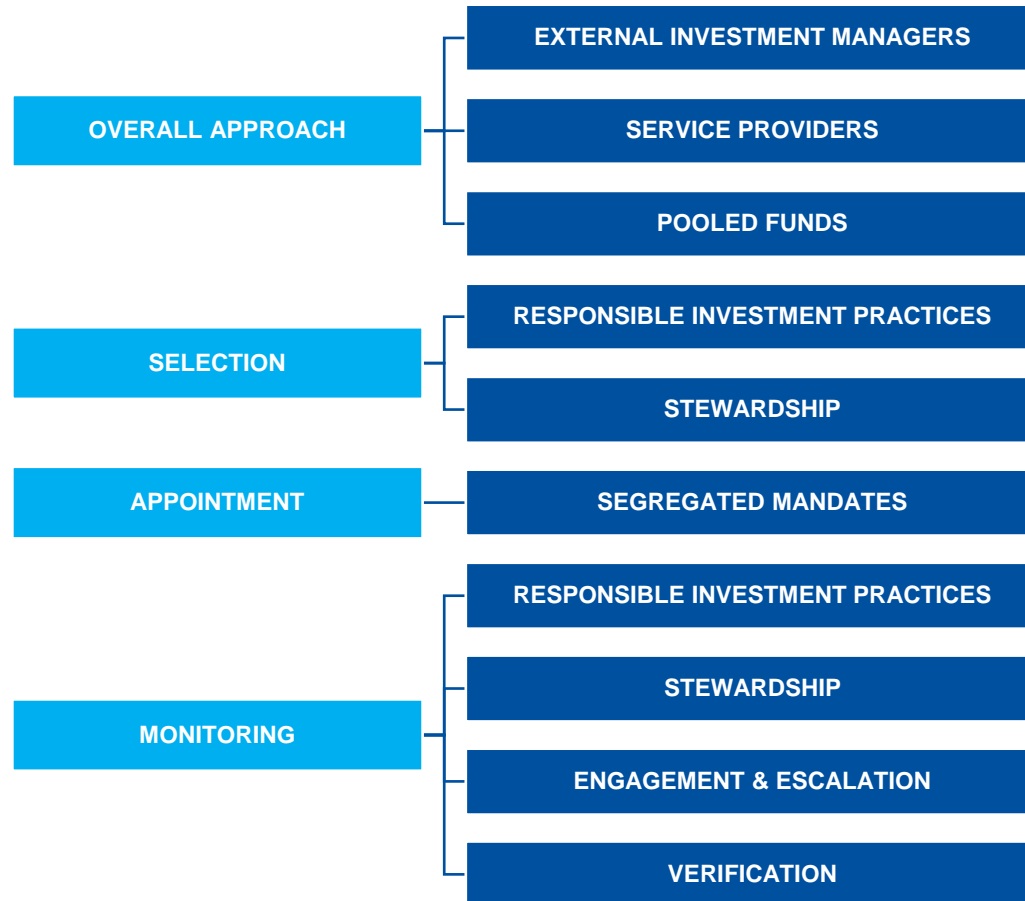 OVERALL APPROACH
EXTERNAL INVESTMENT MANAGERS
SERVICE PROVIDERS
POOLED FUNDS
SELECTION
RESPONSIBLE INVESTMENT PRACTICES
STEWARDSHIP
APPOINTMENT
SEGREGATED MANDATES
MONITORING
RESPONSIBLE INVESTMENT PRACTICES
STEWARDSHIP
ENGAGEMENT & ESCALATION
VERIFICATION